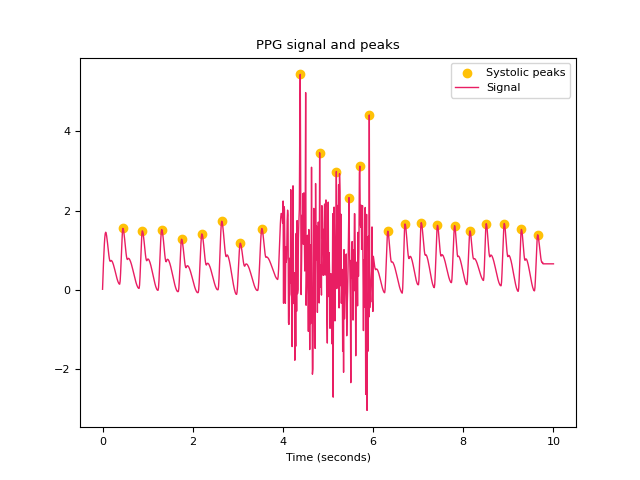 PPG signal and peaks
Systolic peaks
Signal
4
2
0
−2
0 2 4 6 8 10
Time (seconds)